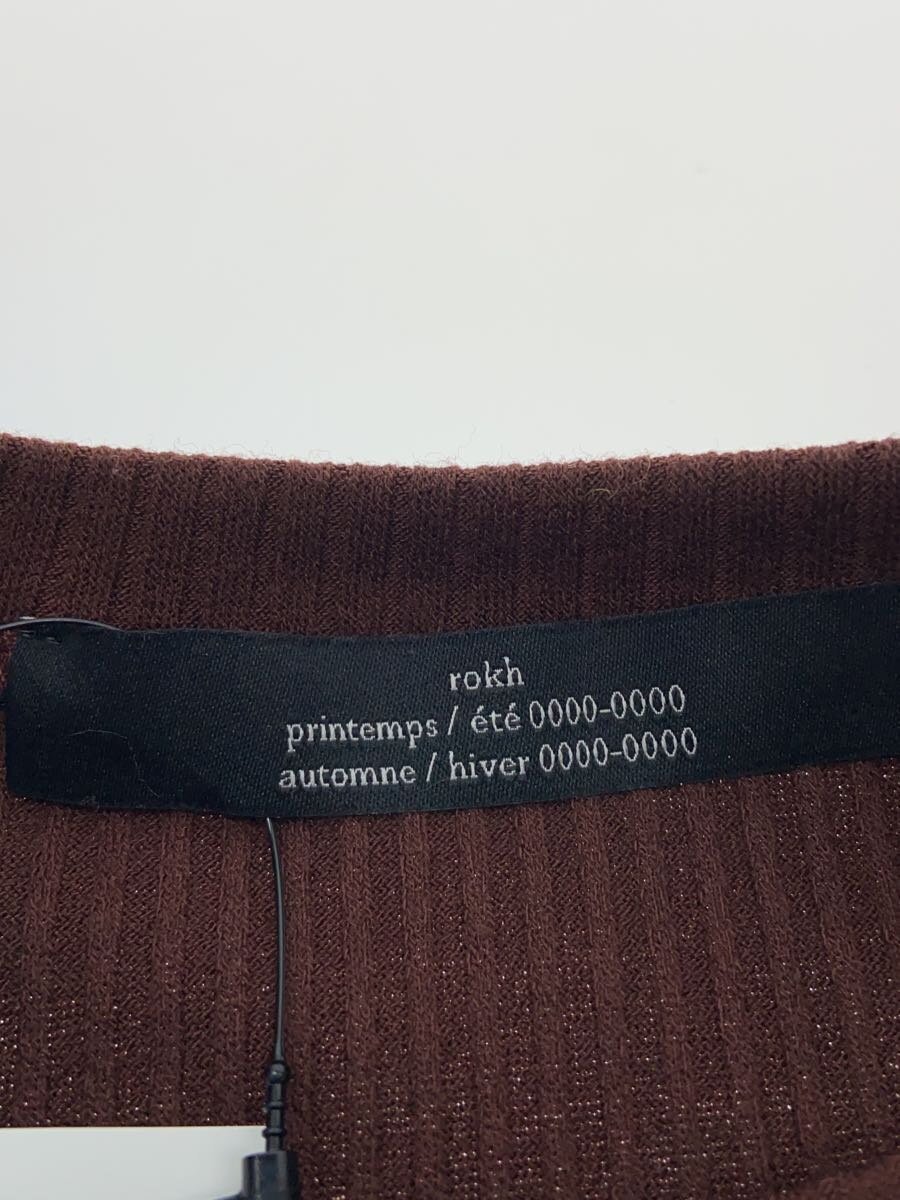 rokh
printemps / été 0000-0000
automne / hiver 0000-0000